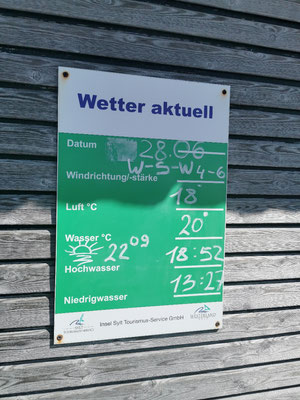 Wetter aktuell
Datum 28.06
Windrichtung/-stärke W-S-W 4-6
Luft °C 18°
Wasser °C 20°
22 09
Hochwasser 18:52
Niedrigwasser 13:27
Insel Sylt Tourismus-Service GmbH